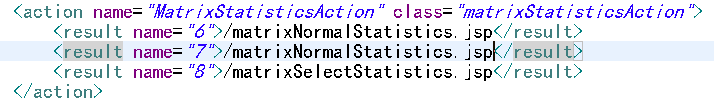 <action name="MatrixStatisticsAction" class="matrixStatisticsAction">
<result name="6">/matrixNormalStatistics.jsp</result>
<result name="7">/matrixNormalStatistics.jsp</result>
<result name="8">/matrixSelectStatistics.jsp</result>
</action>